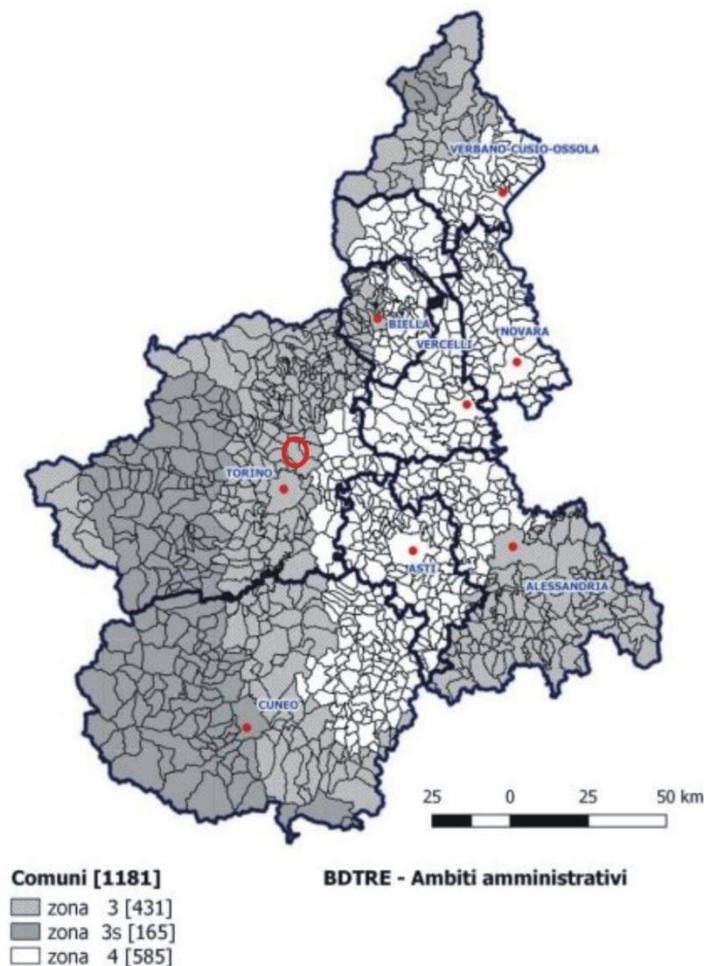 VERBANO-CUSIO-OSSOLA
BIELLA
NOVARA
VERCELLI
TORINO
ASTI
ALESSANDRIA
CUNEO
25 0 25 50 km
Comuni [1181]
BDTRE - Ambiti amministrativi
zona 3 [431]
zona 3s [165]
zona 4 [585]